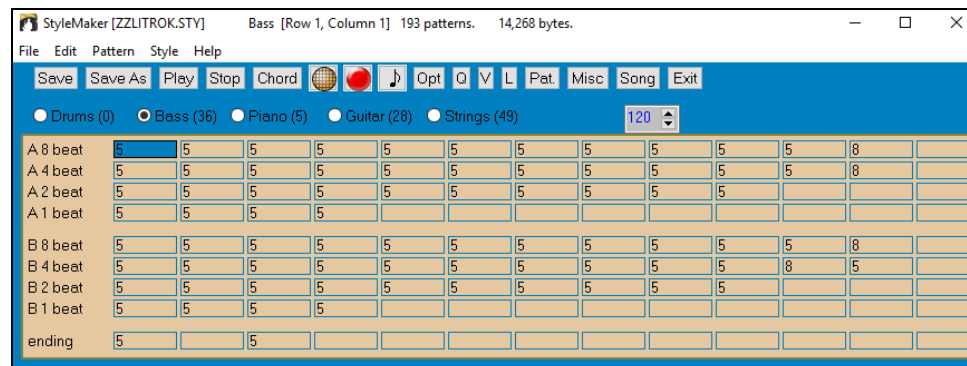 StyleMaker [ZZLITROK.STY] Bass [Row 1, Column 1] 193 patterns. 14,268 bytes.
File Edit Pattern Style Help
Save Save As Play Stop Chord Opt Q V L Pat. Misc Song Exit
Drums (0) Bass (36) Piano (5) Guitar (28) Strings (49) 120
A 8 beat 5 5 5 5 5 5 5 5 5 5 5 8
A 4 beat 5 5 5 5 5 5 5 5 5 5 5 8
A 2 beat 5 5 5 5 5 5 5 5 5 5
A 1 beat 5 5 5 5
B 8 beat 5 5 5 5 5 5 5 5 5 5 5 8
B 4 beat 5 5 5 5 5 5 5 5 5 5 8 5
B 2 beat 5 5 5 5 5 5 5 5 5 5
B 1 beat 5 5 5 5
ending 5 5